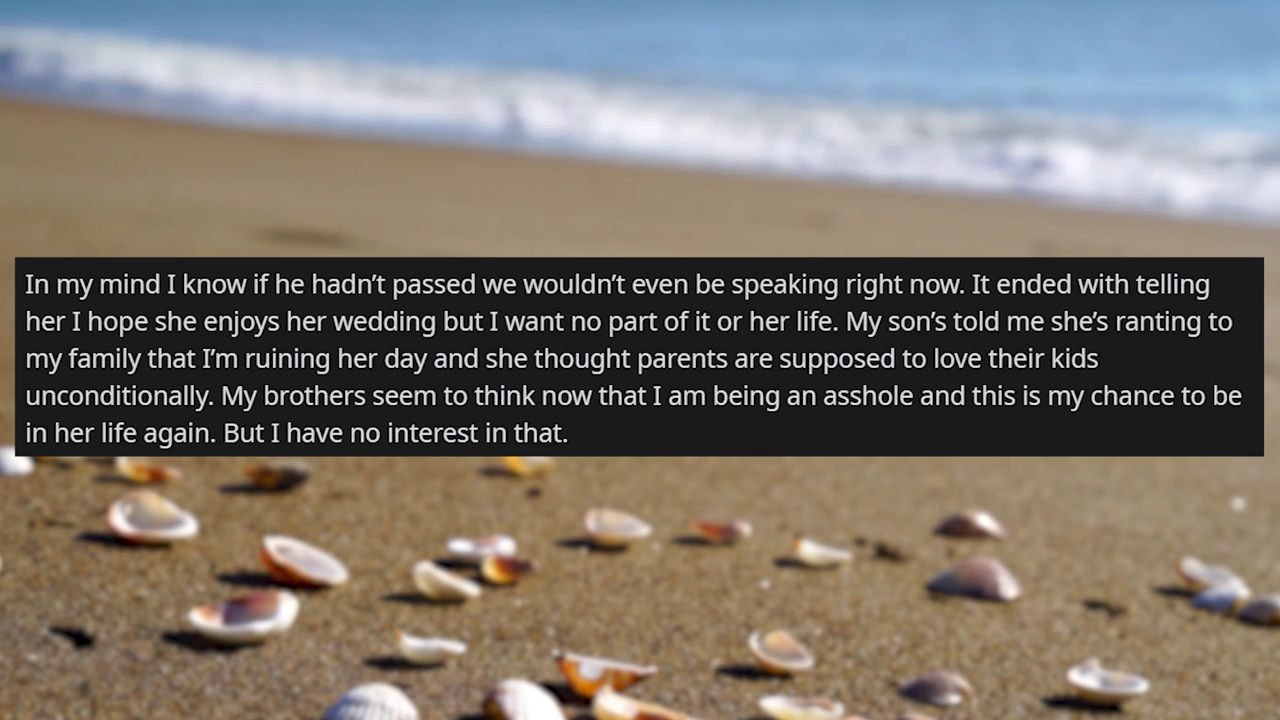 In my mind I know if he hadn’t passed we wouldn’t even be speaking right now. It ended with telling
her I hope she enjoys her wedding but I want no part of it or her life. My son’s told me she’s ranting to
my family that I’m ruining her day and she thought parents are supposed to love their kids
unconditionally. My brothers seem to think now that I am being an asshole and this is my chance to be
in her life again. But I have no interest in that.